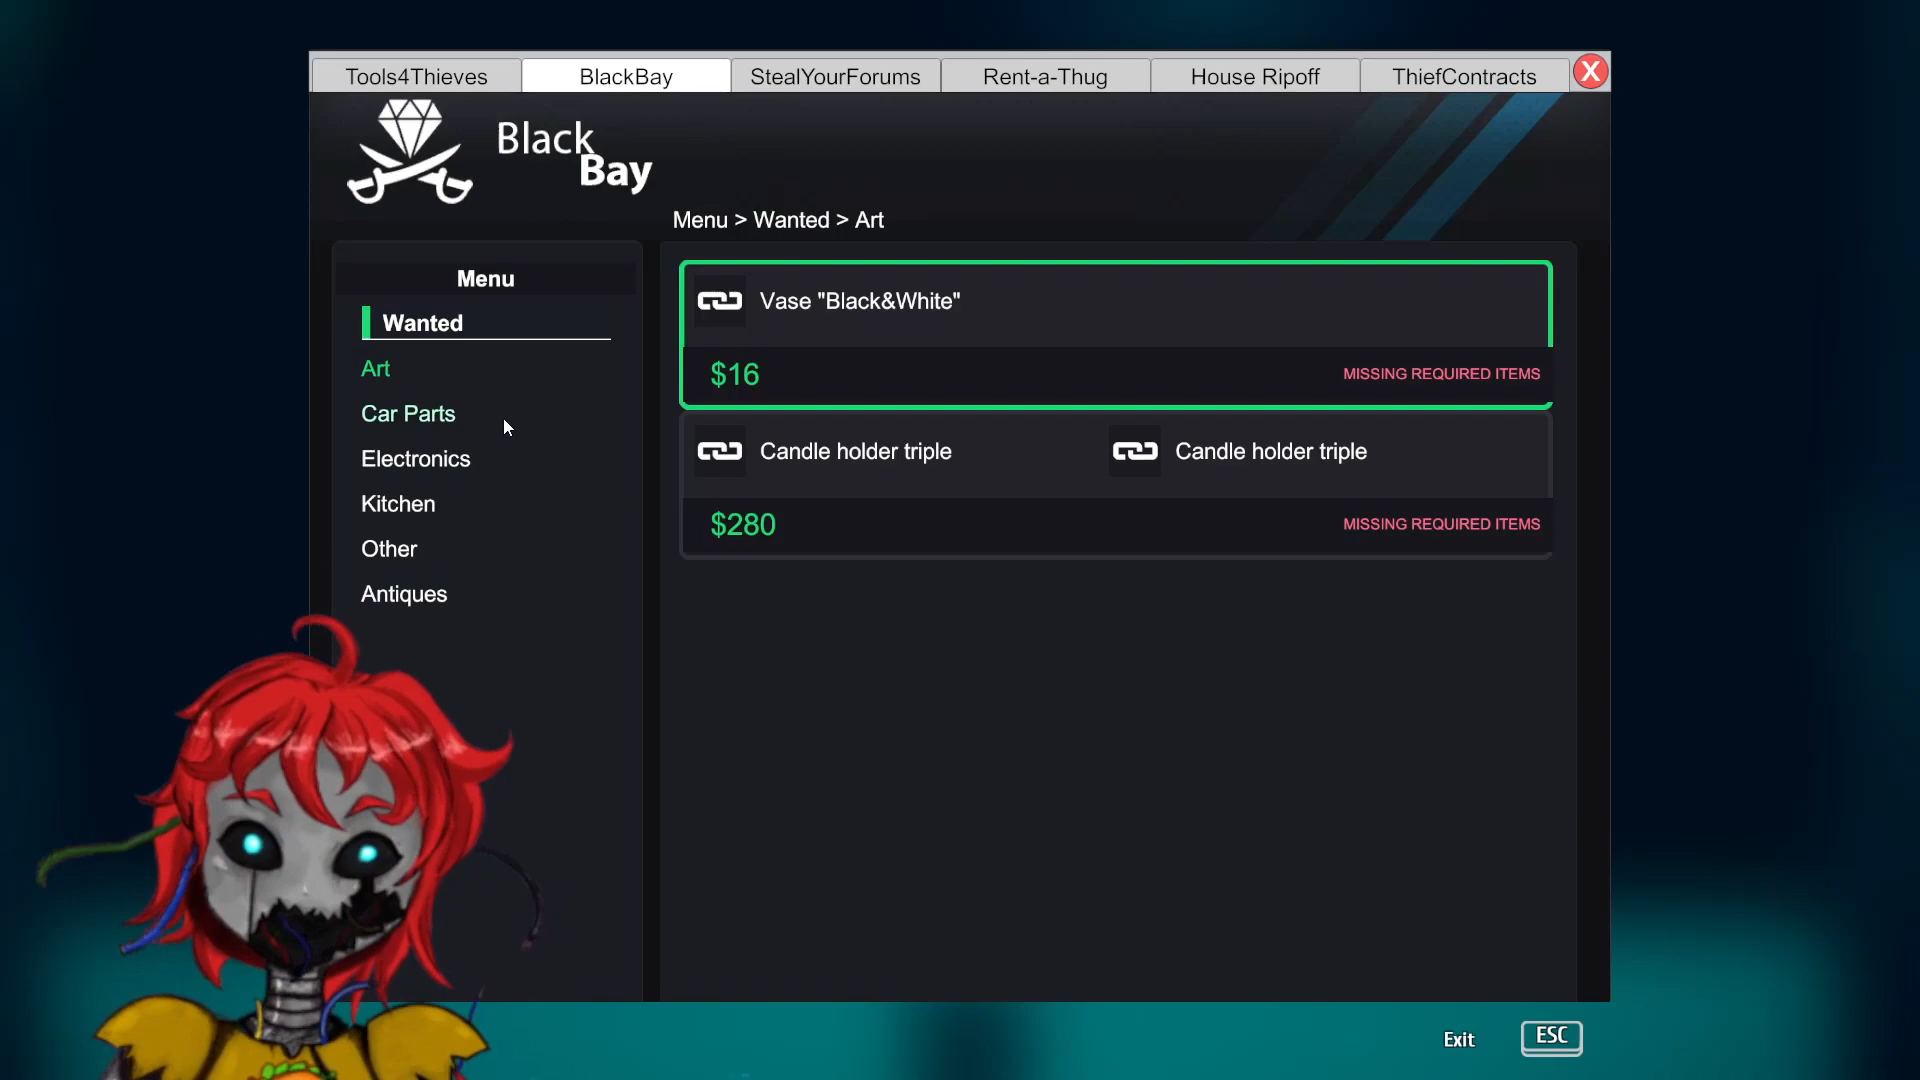 Tools4Thieves
BlackBay
StealYourForums
Rent-a-Thug
House Ripoff
ThiefContracts
X
Black
Bay
Menu > Wanted > Art
Menu
Wanted
Art
Car Parts
Electronics
Kitchen
Other
Antiques
Vase "Black&White"
$16
MISSING REQUIRED ITEMS
Candle holder triple
Candle holder triple
$280
MISSING REQUIRED ITEMS
Exit
ESC